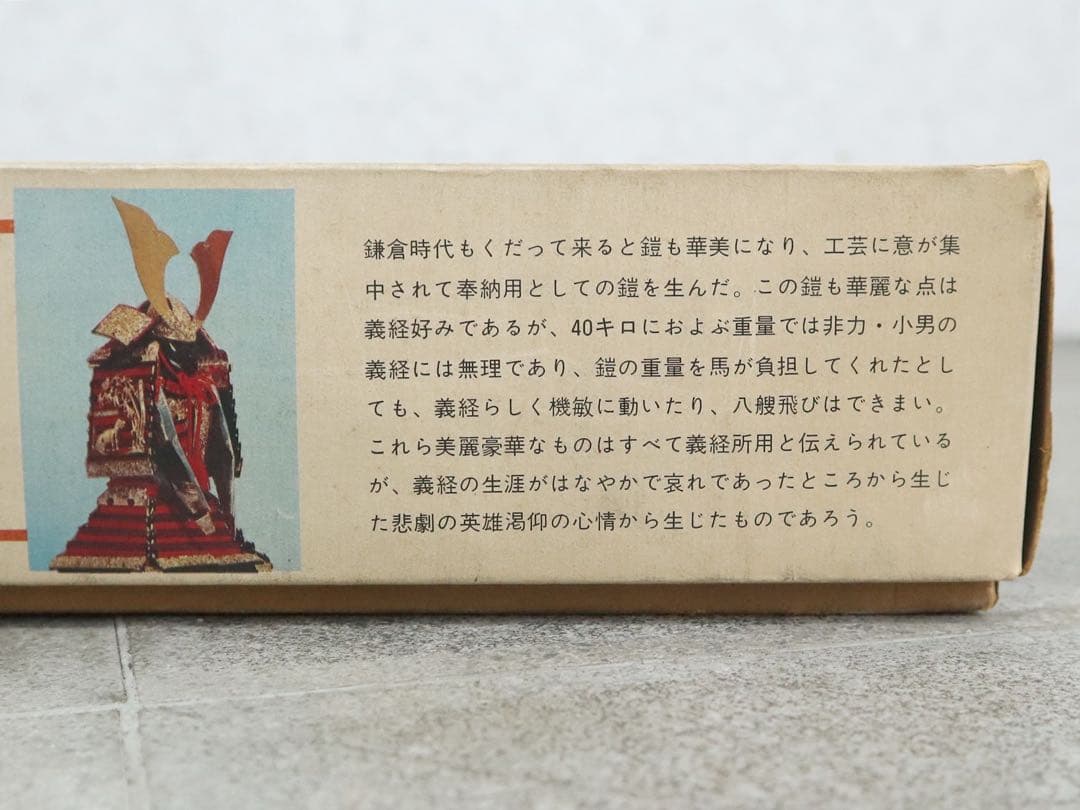 鎌倉時代もくだって来ると鎧も華美になり、工芸に意が集
中されて奉納用としての鎧を生んだ。この鎧も華麗な点は
義経好みであるが、40キロにおよぶ重量では非力・小男の
義経には無理であり、鎧の重量を馬が負担してくれたとし
ても、義経らしく機敏に動いたり、八艘飛びはできまい。
これら美麗豪華なものはすべて義経所用と伝えられている
が、義経の生涯がはなやかで哀れであったところから生じ
た悲劇の英雄渇仰の心情から生じたものであろう。